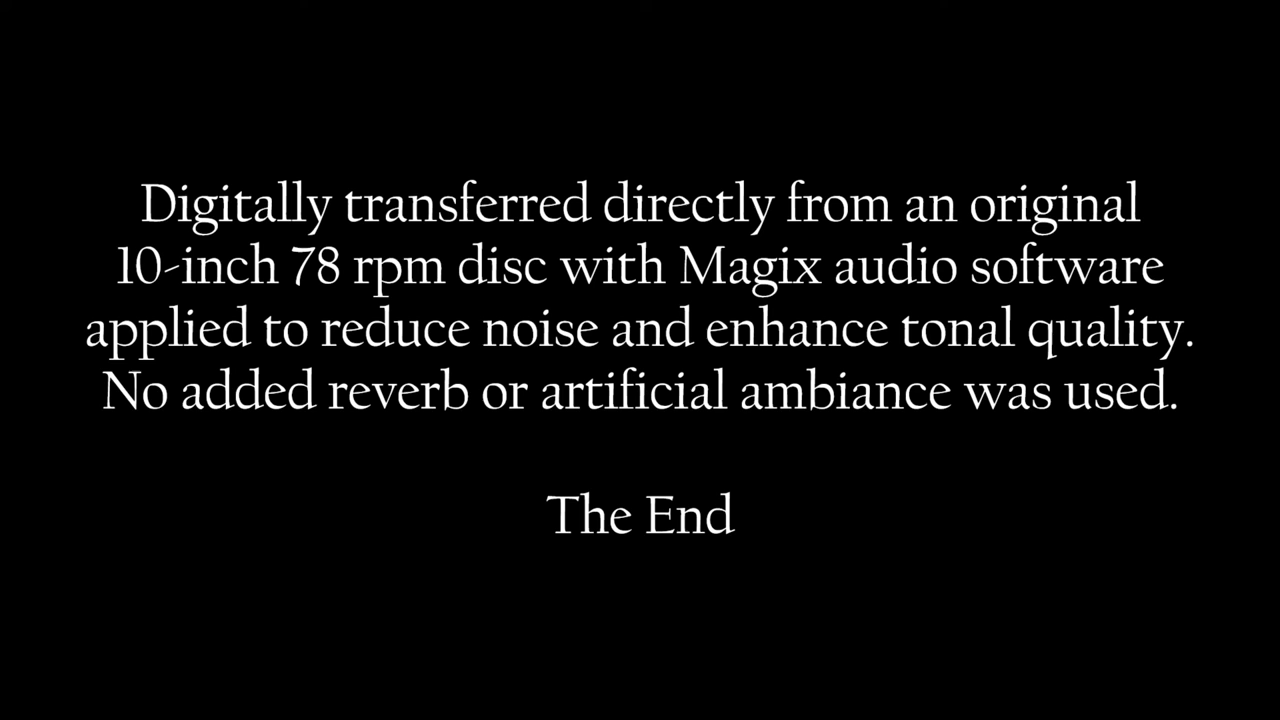 Digitally transferred directly from an original
10-inch 78 rpm disc with Magix audio software
applied to reduce noise and enhance tonal quality.
No added reverb or artificial ambiance was used.
The End